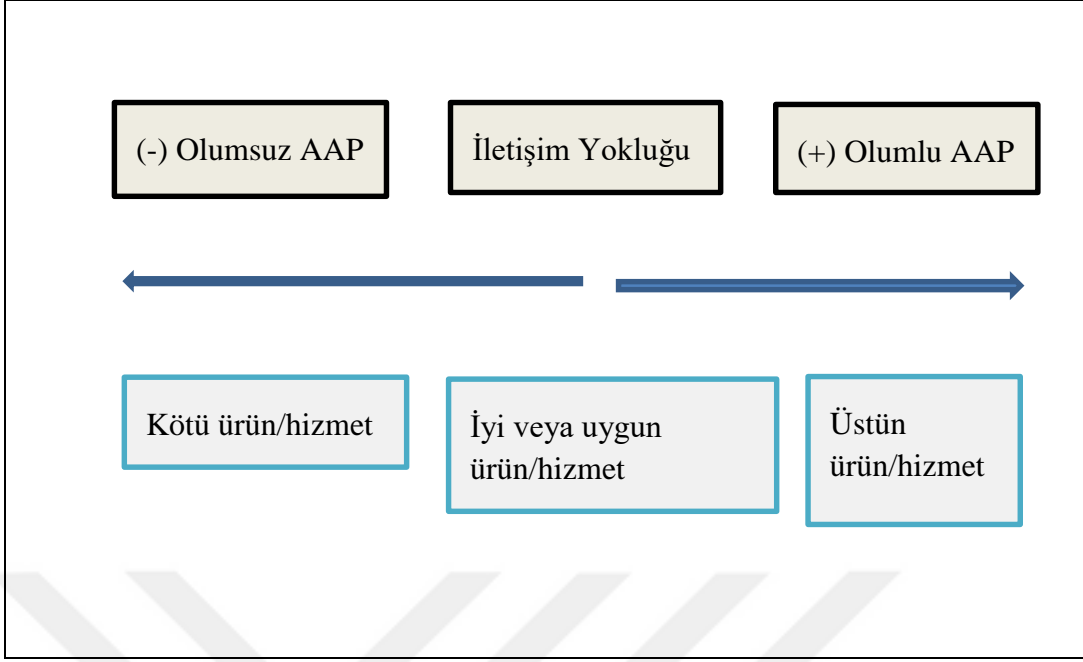 (-) Olumsuz AAP
İletişim Yokluğu
(+) Olumlu AAP
Kötü ürün/hizmet
İyi veya uygun
ürün/hizmet
Üstün
ürün/hizmet